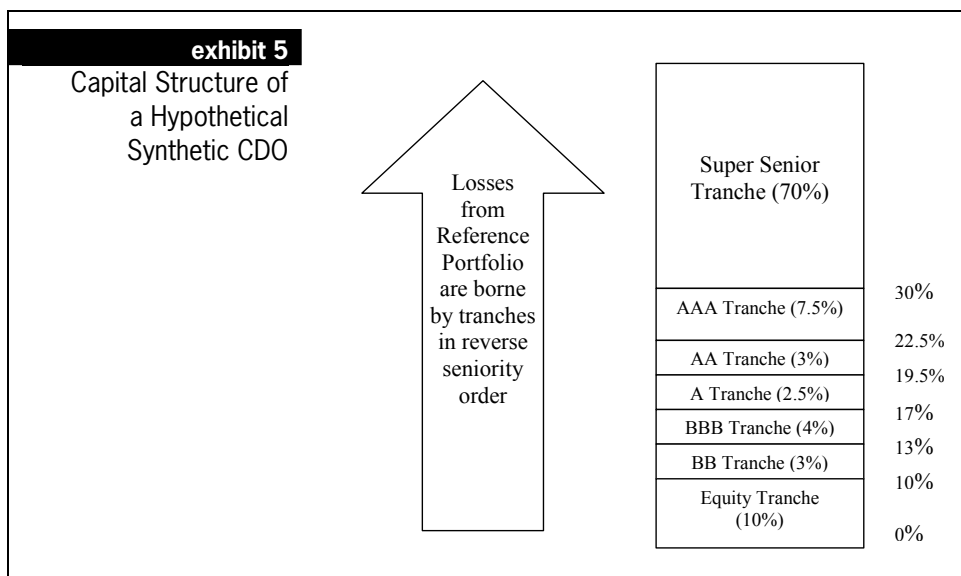 exhibit 5
Capital Structure of
a Hypothetical
Synthetic CDO
Losses
from
Reference
Portfolio
are borne
by tranches
in reverse
seniority
order
Super Senior
Tranche (70%)
AAA Tranche (7.5%)
AA Tranche (3%)
A Tranche (2.5%)
BBB Tranche (4%)
BB Tranche (3%)
Equity Tranche
(10%)
30%
22.5%
19.5%
17%
13%
10%
0%